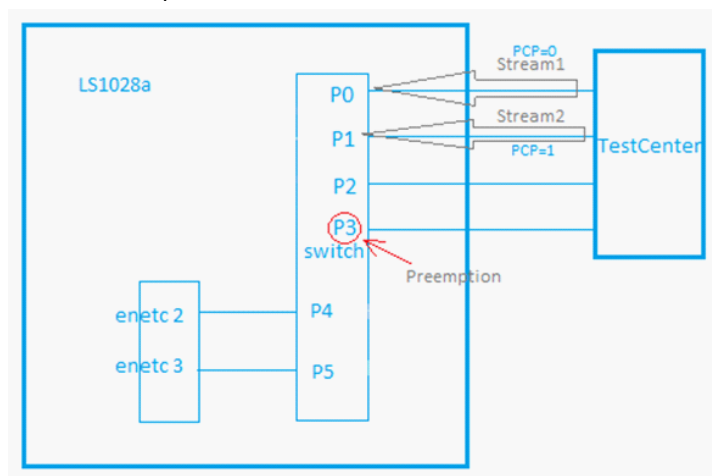 PCP=0
Stream1
LS1028a
P0
Stream2
P1
PCP=1
TestCenter
P2
P3
switch
Preemption
enetc 2
P4
enetc 3
P5